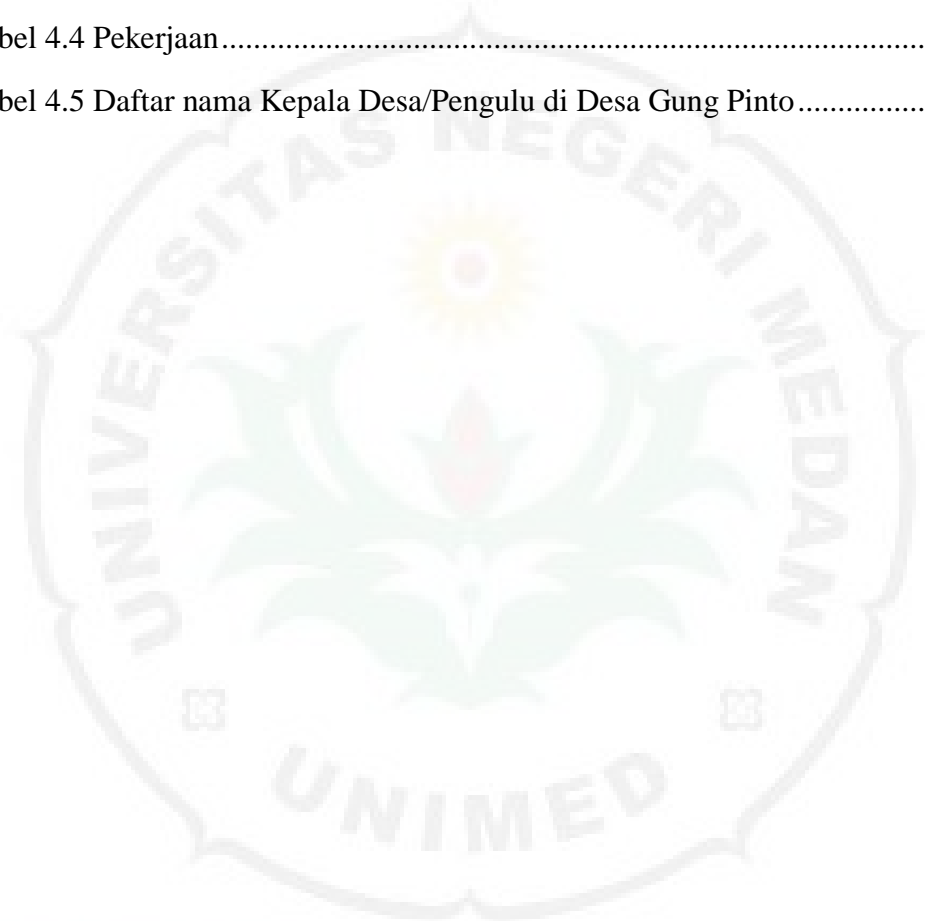 bel 4.4 Pekerjaan..........................................................................................
bel 4.5 Daftar nama Kepala Desa/Pengulu di Desa Gung Pinto................
UNIVERSITAS NEGERI MEDAN
UNIMED